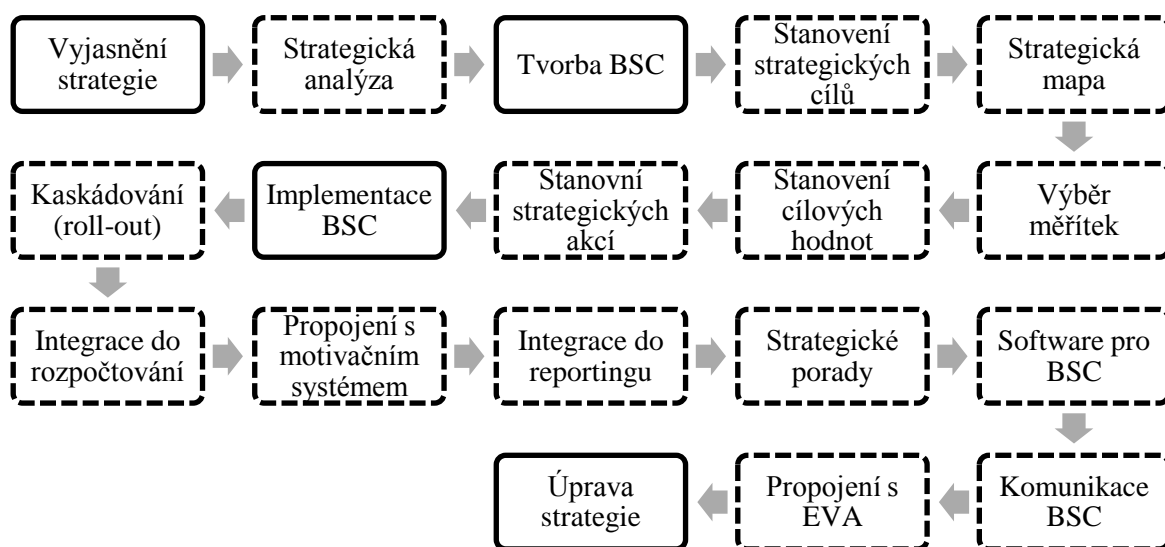 Vyjasnění
strategie
Strategická
analýza
Tvorba BSC
Stanovení
strategických
cílů
Strategická
mapa
Výběr
měřítek
Stanovení
cílových
hodnot
Stanovní
strategických
akcí
Implementace
BSC
Kaskádování
(roll-out)
Integrace do
rozpočtování
Propojení s
motivačním
systémem
Integrace do
reportingu
Strategické
porady
Software pro
BSC
Komunikace
BSC
Propojení s
EVA
Úprava
strategie